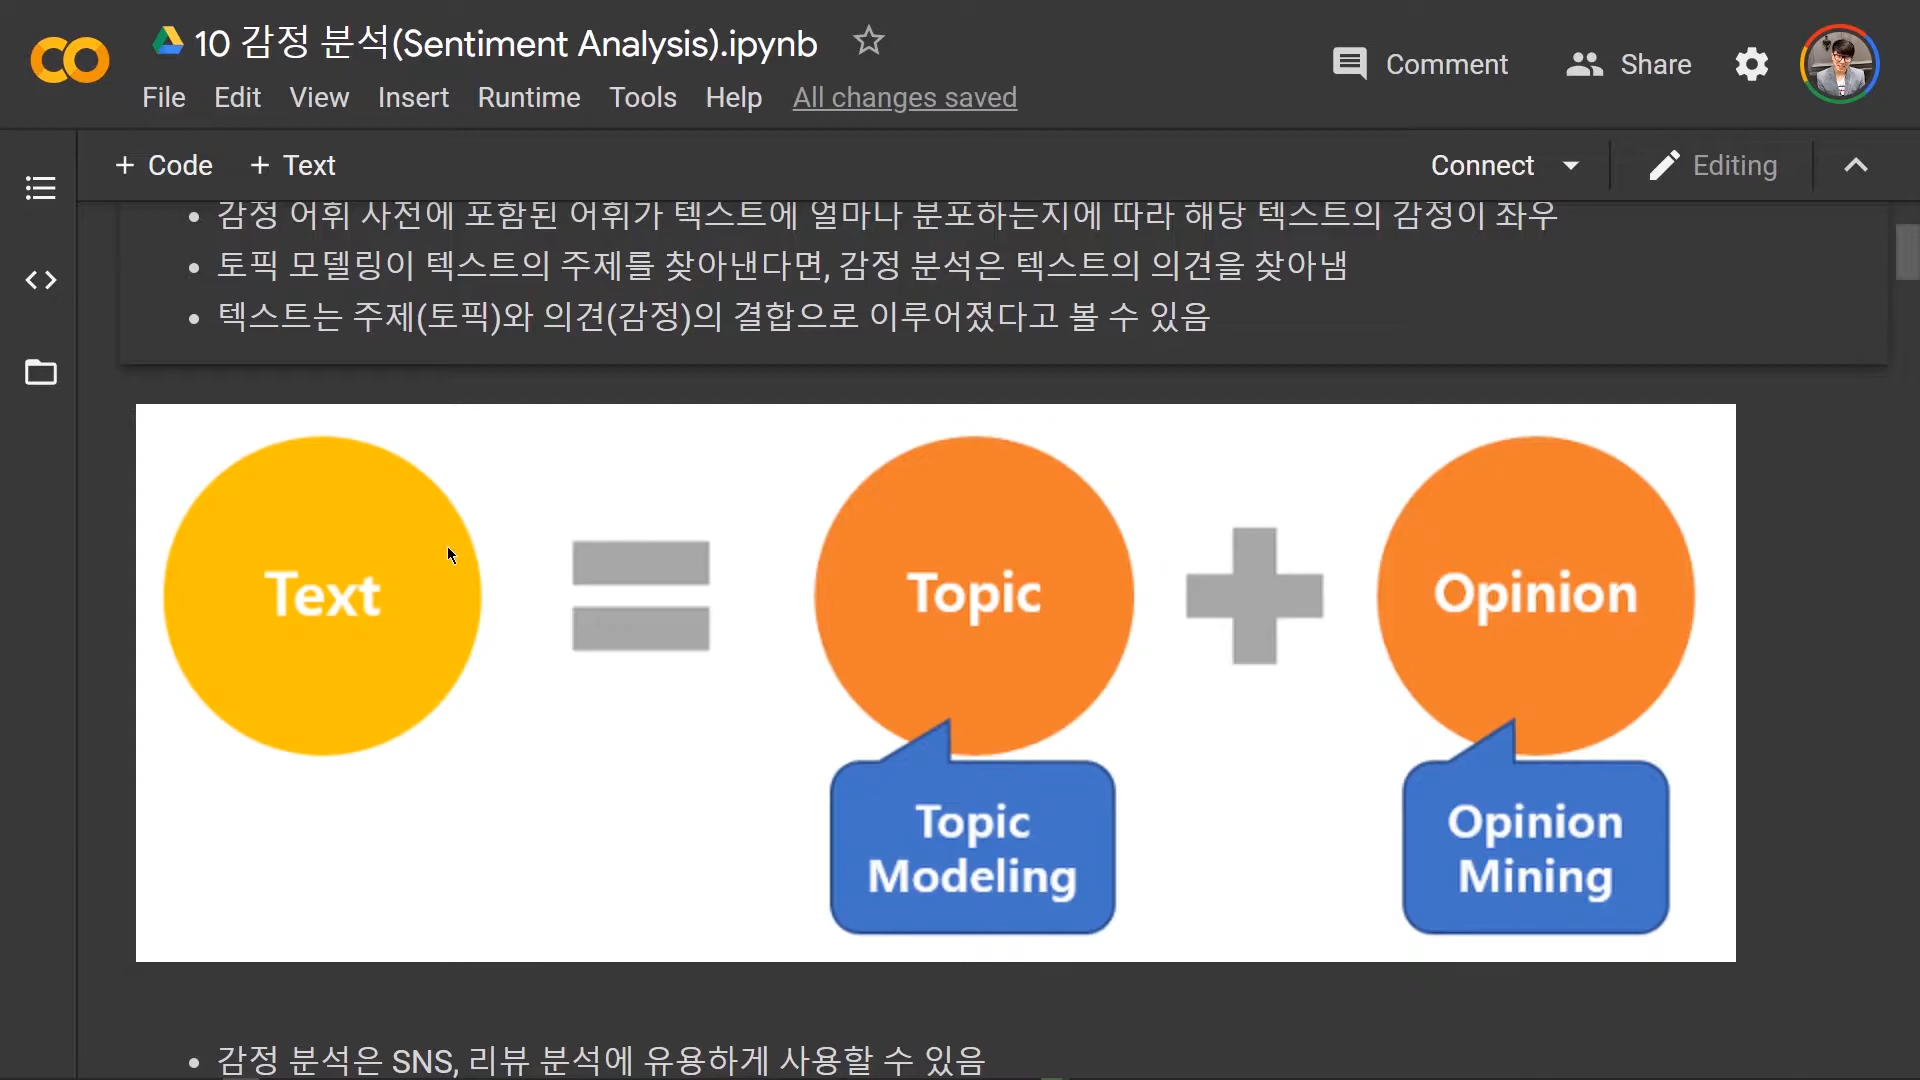 10 감정 분석(Sentiment Analysis).ipynb
Comment
Share
File Edit View Insert Runtime Tools Help All changes saved
+ Code + Text
Connect
Editing
감정 어휘 사전에 포함된 어휘가 텍스트에 얼마나 분포하는지에 따라 해당 텍스트의 감정이 좌우
토픽 모델링이 텍스트의 주제를 찾아낸다면, 감정 분석은 텍스트의 의견을 찾아냄
텍스트는 주제(토픽)와 의견(감정)의 결합으로 이루어졌다고 볼 수 있음
Text
Topic
Opinion
Topic
Modeling
Opinion
Mining
감정 분석은 SNS, 리뷰 분석에 유용하게 사용할 수 있음